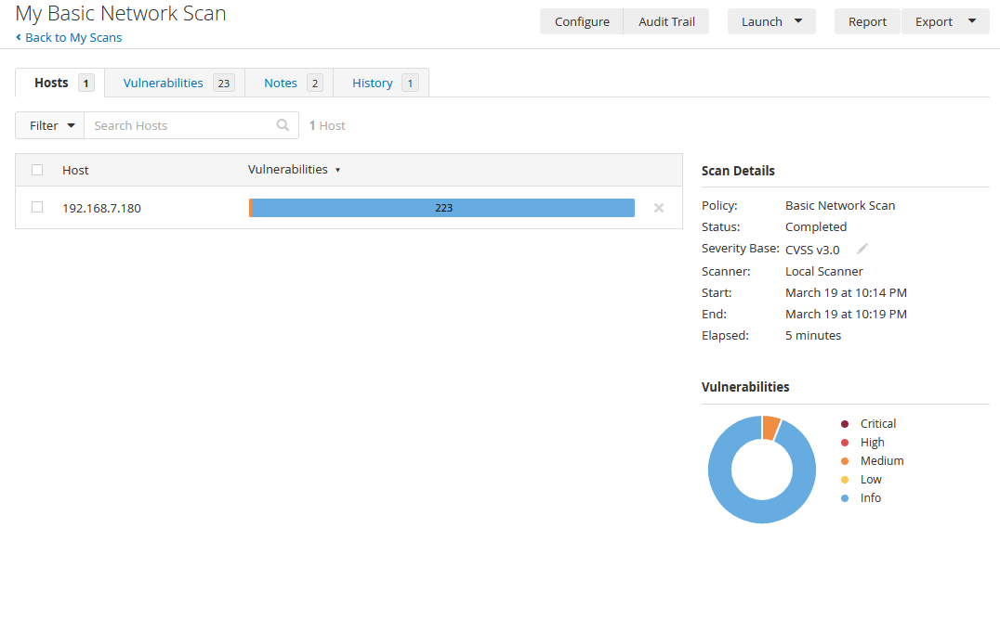 My Basic Network Scan
Back to My Scans
Configure Audit Trail Launch Report Export
Hosts 1 Vulnerabilities 23 Notes 2 History 1
Filter Search Hosts 1 Host
Host Vulnerabilities
192.168.7.180 223
Scan Details
Policy: Basic Network Scan
Status: Completed
Severity Base: CVSS v3.0
Scanner: Local Scanner
Start: March 19 at 10:14 PM
End: March 19 at 10:19 PM
Elapsed: 5 minutes
Vulnerabilities
Critical
High
Medium
Low
Info